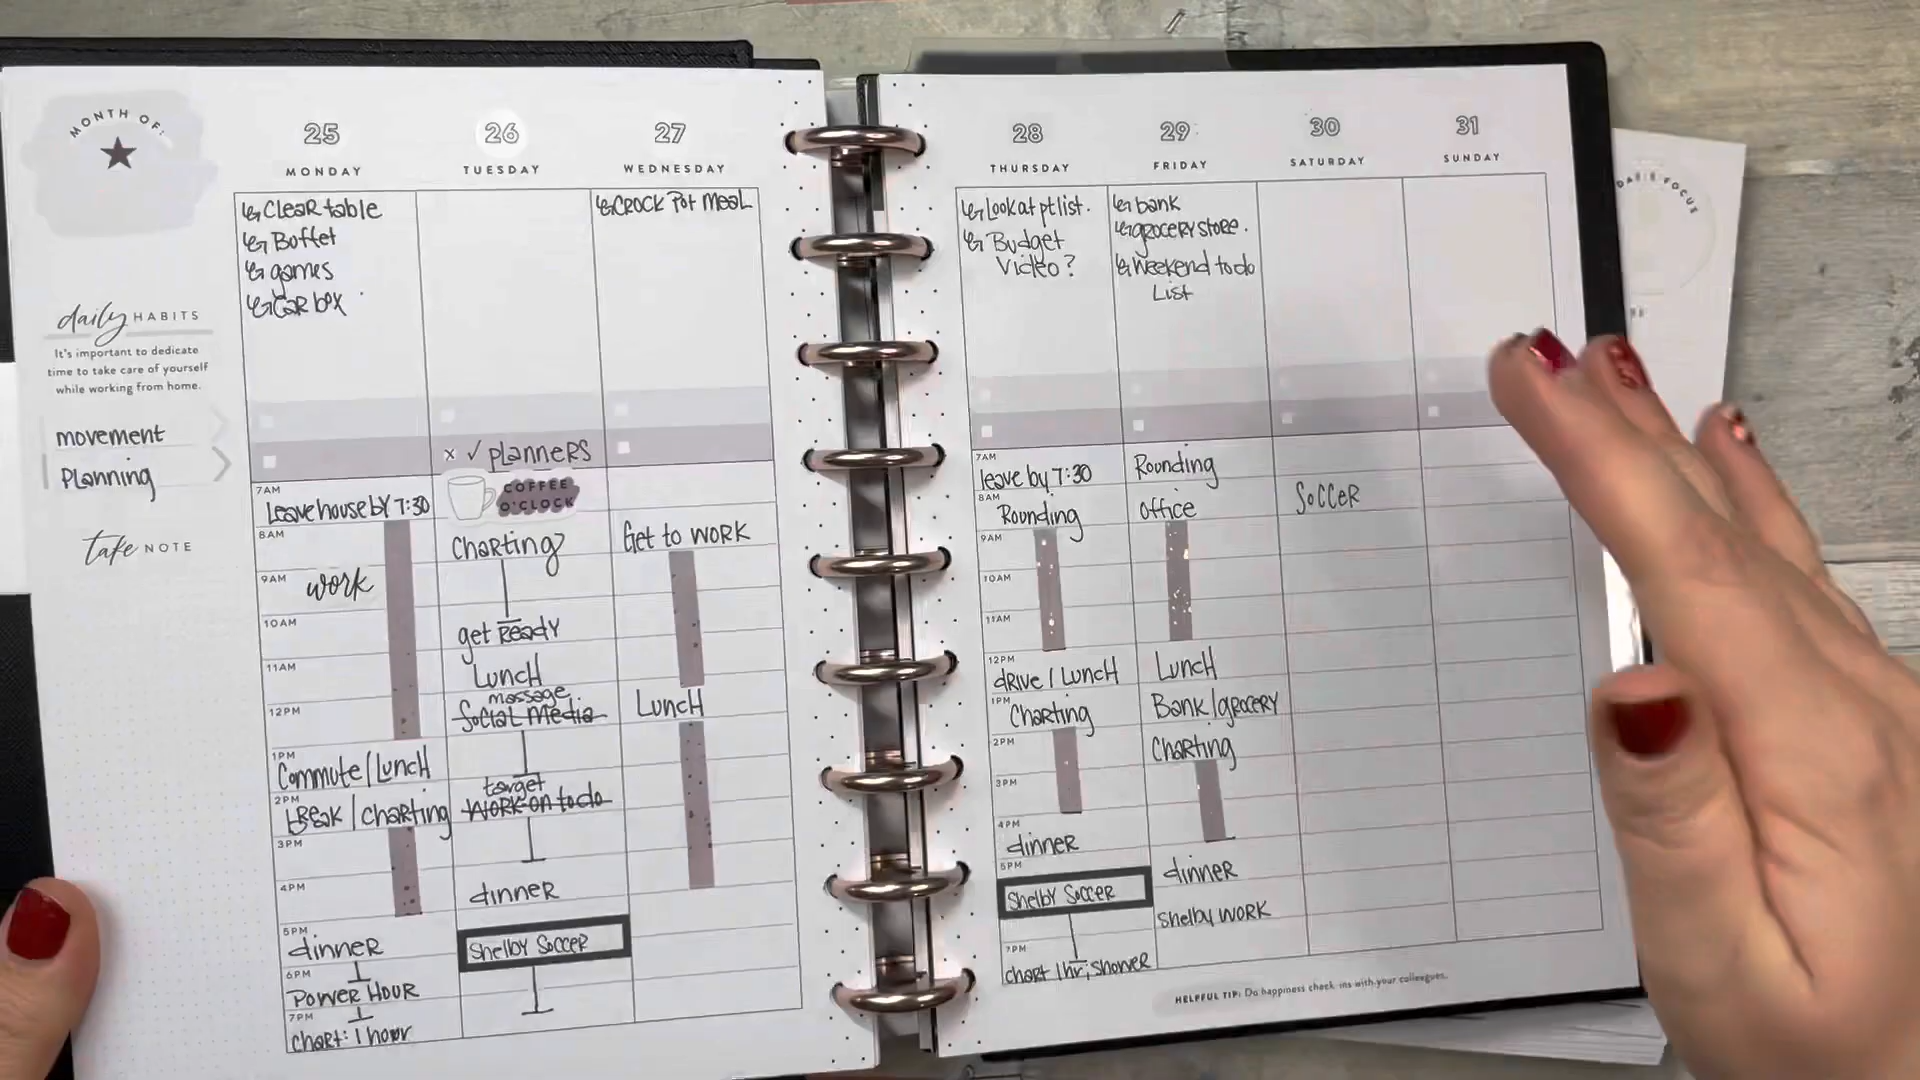 MONTH OF:
daily HABITS
It's important to dedicate
time to take care of yourself
while working from home.
movement
Planning
take NOTE
25
MONDAY
Clear table
Buffet
games
Car box
7AM
Leave house by 7:30
8AM
9AM
work
10AM
11AM
12PM
1PM
Commute/Lunch
2PM
Break/charting
3PM
4PM
5PM
dinner
6PM
Power Hour
7PM
chart: 1 hour
26
TUESDAY
x ✓ planners
COFFEE
O'CLOCK
Charting
get Ready
Lunch
massage
Social Media
target
Work on to do
dinner
Shelby Soccer
27
WEDNESDAY
Crock Pot Meal
Get to work
Lunch
28
THURSDAY
Look at pt list.
Budget
Video?
7AM
leave by 7:30
8AM
Rounding
9AM
10AM
11AM
12PM
drive/Lunch
1PM
Charting
2PM
3PM
4PM
dinner
5PM
Shelby Soccer
7PM
chart 1hr; shower
29
FRIDAY
bank
grocery store.
Weekend to do
List
Rounding
office
Lunch
Bank/grocery
Charting
dinner
Shelby work
30
SATURDAY
Soccer
31
SUNDAY
HELPFUL TIP: Do happiness check ins with your colleagues.
FOCUS